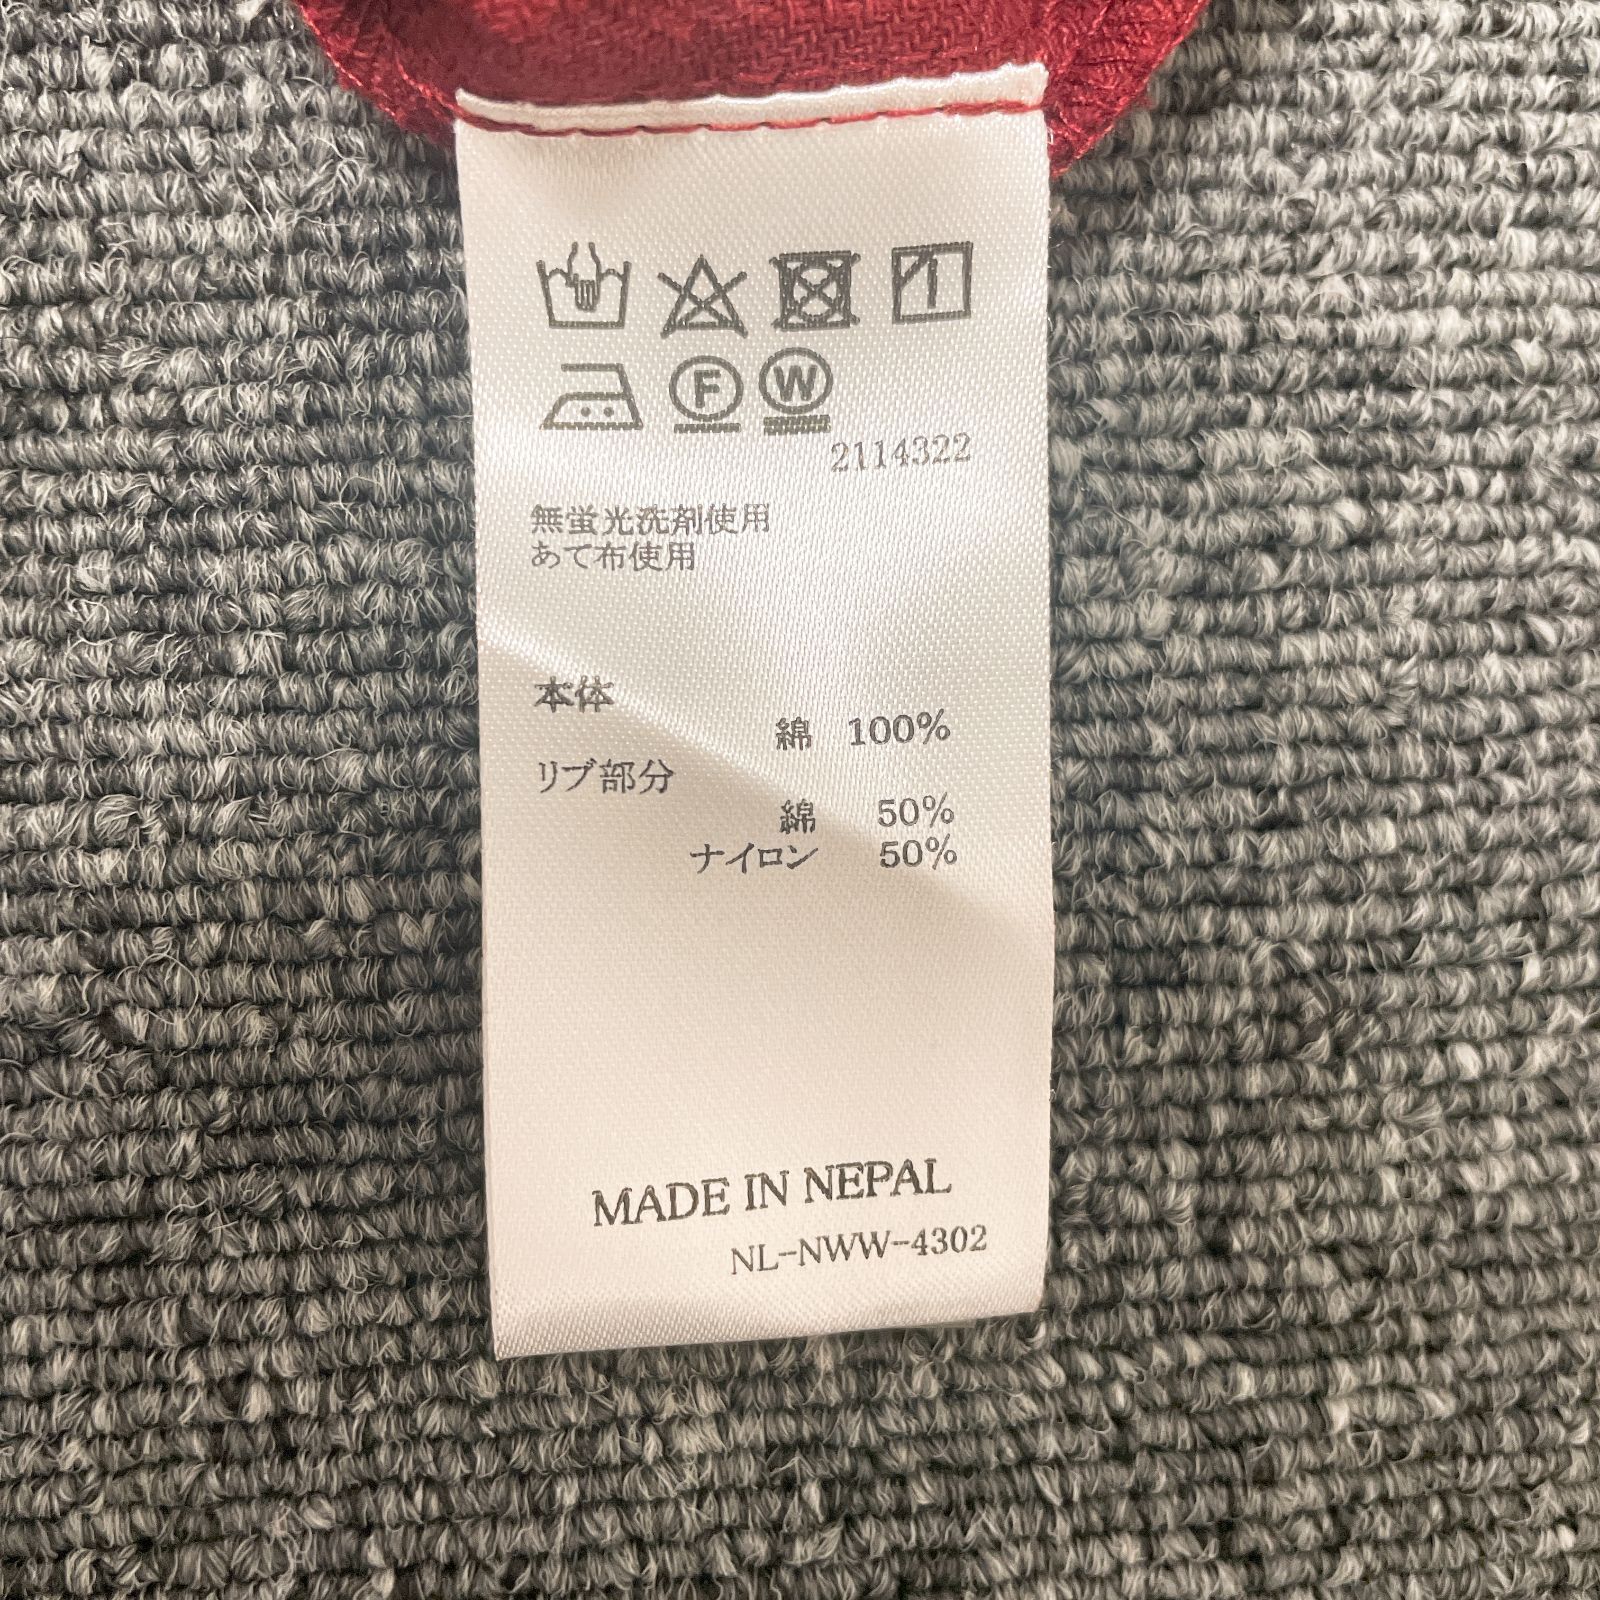 F W
2114322
無蛍光洗剤使用
あて布使用
本体
綿 100%
リブ部分
綿 50%
ナイロン 50%
MADE IN NEPAL
NL-NWW-4302